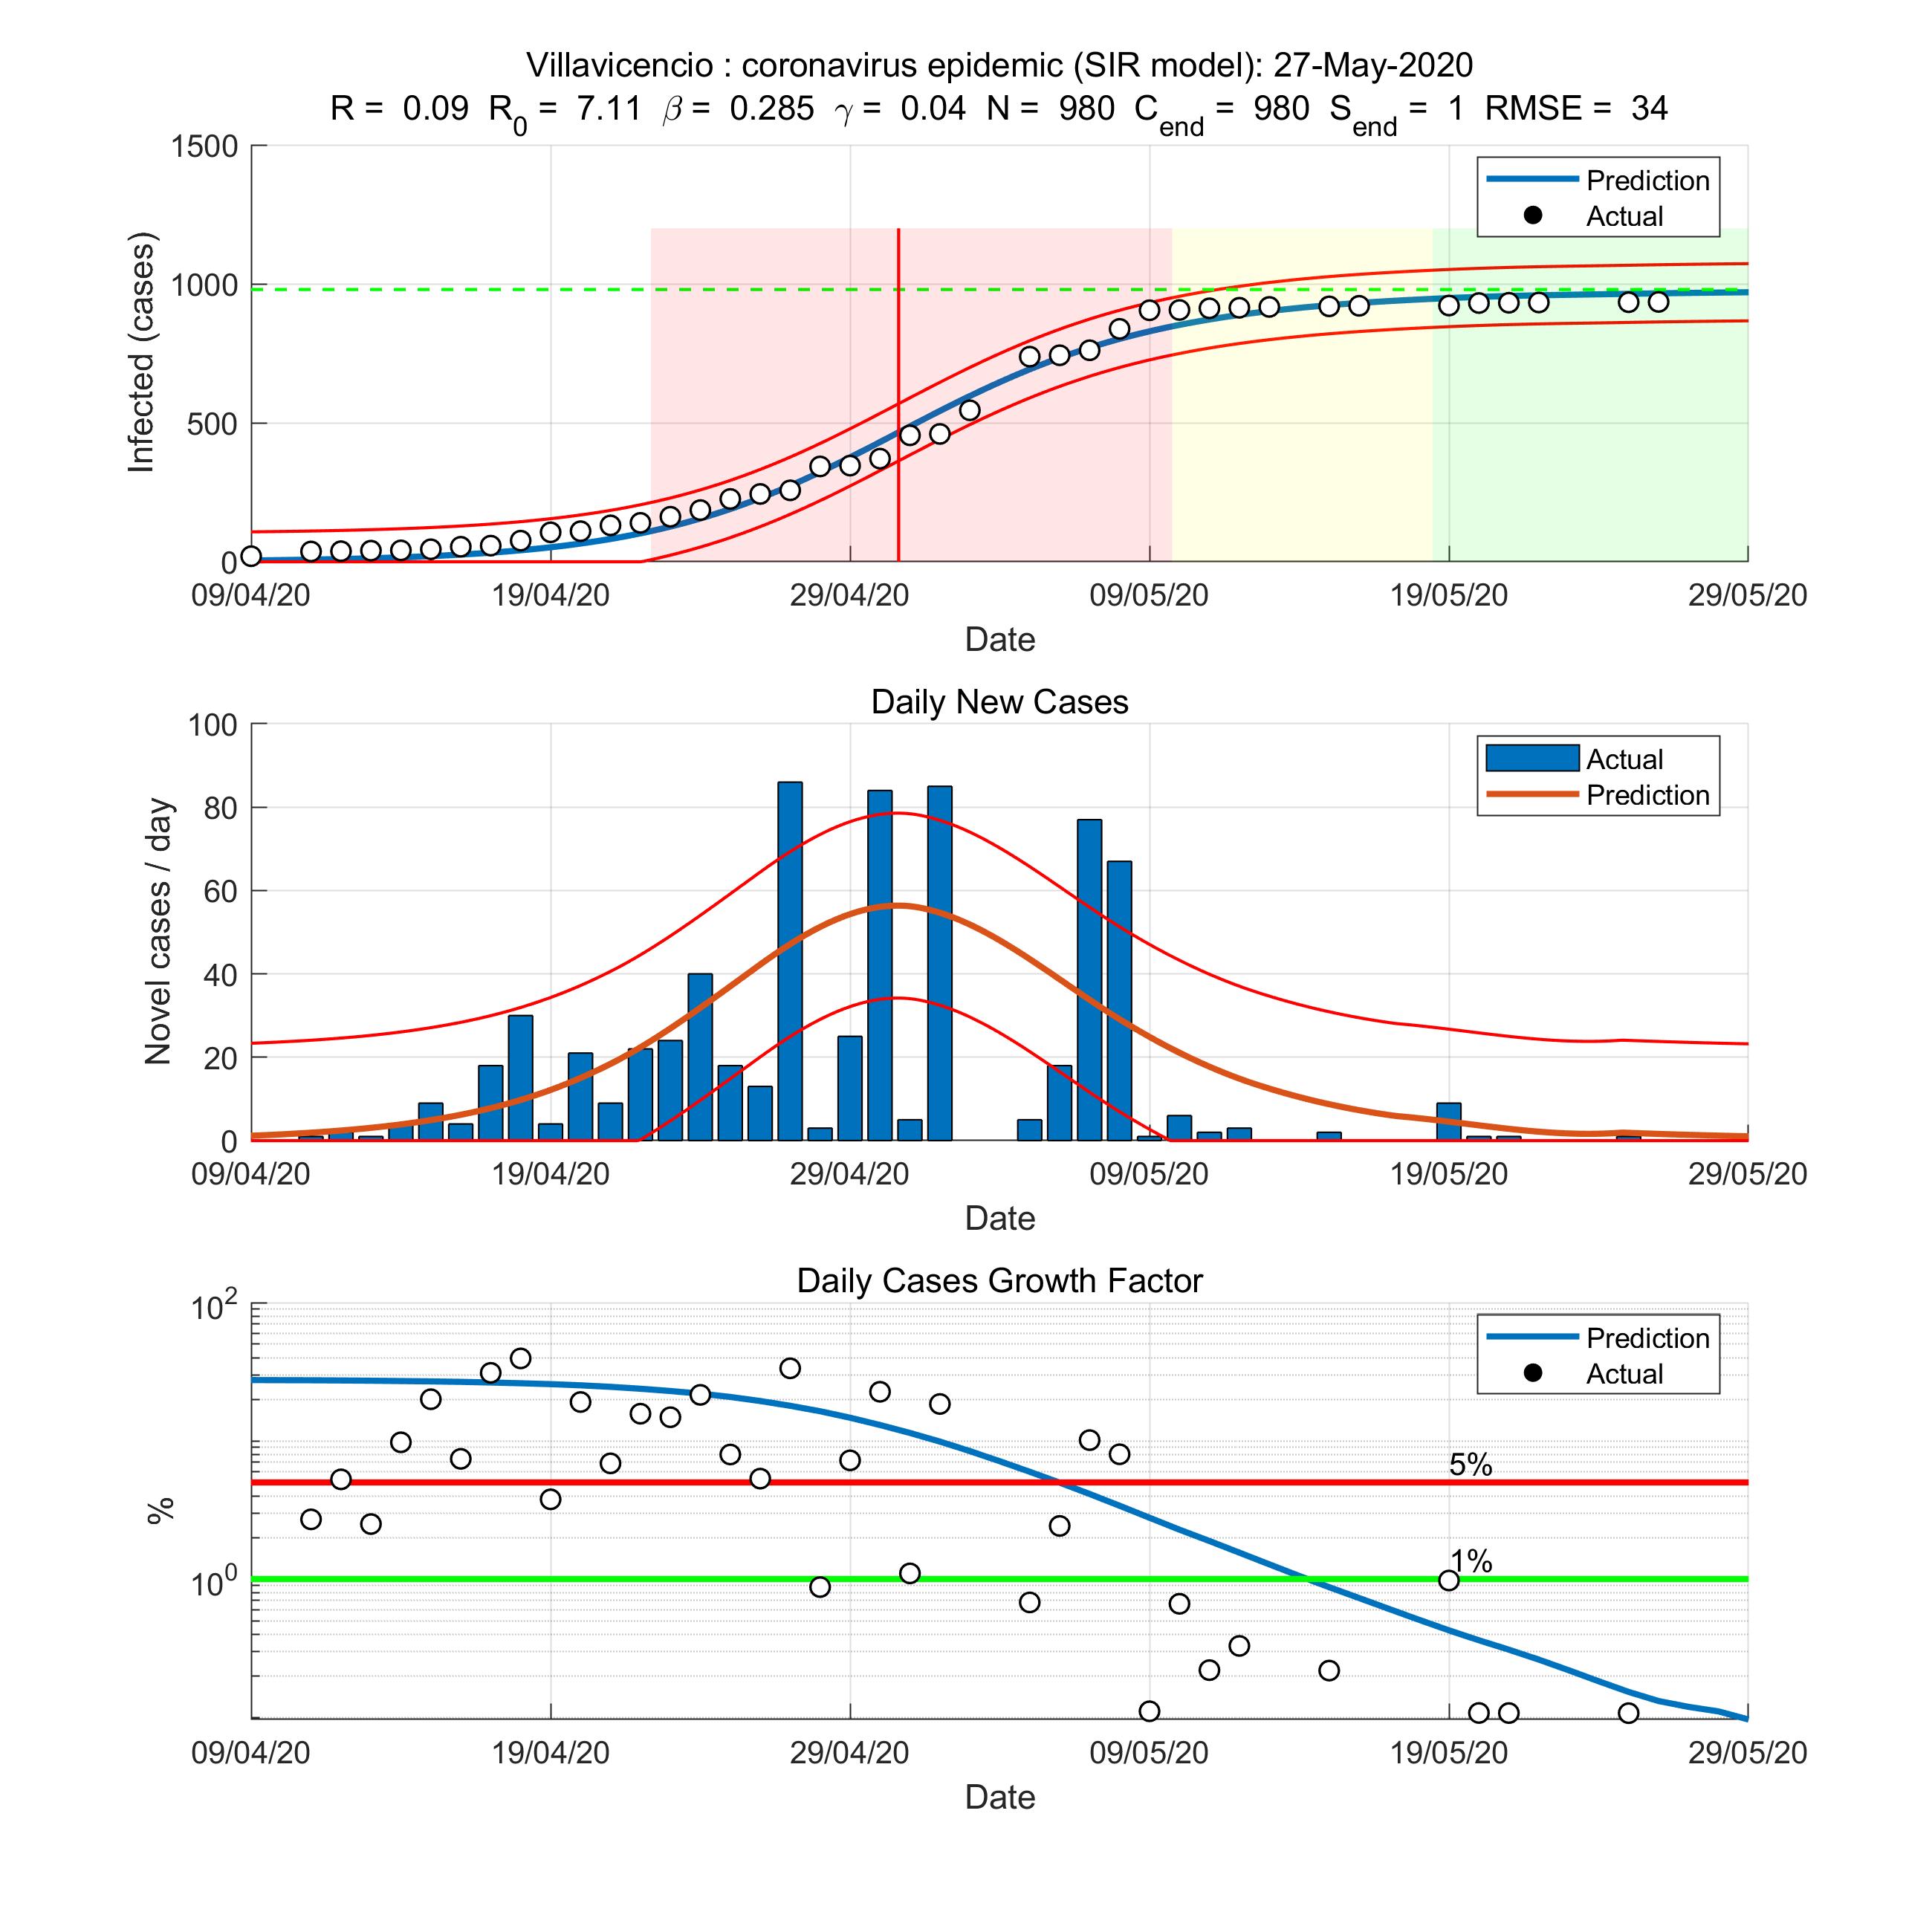 Villavicencio : coronavirus epidemic (SIR model): 27-May-2020
R = 0.09 R0 = 7.11 β = 0.285 γ = 0.04 N = 980 Cend = 980 Send = 1 RMSE = 34
1500
1000
500
0
Infected (cases)
Prediction
Actual
09/04/20 19/04/20 29/04/20 09/05/20 19/05/20 29/05/20
Date
Daily New Cases
100
80
60
40
20
0
Novel cases / day
Actual
Prediction
09/04/20 19/04/20 29/04/20 09/05/20 19/05/20 29/05/20
Date
Daily Cases Growth Factor
10²
10⁰
%
Prediction
Actual
5%
1%
09/04/20 19/04/20 29/04/20 09/05/20 19/05/20 29/05/20
Date